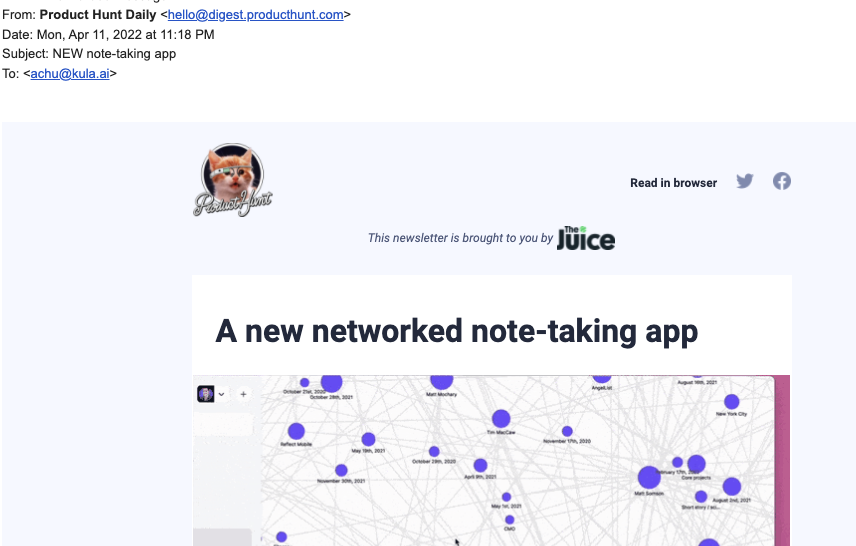 From: Product Hunt Daily <hello@digest.producthunt.com>
Date: Mon, Apr 11, 2022 at 11:18 PM
Subject: NEW note-taking app
To: <achu@kula.ai>
Product Hunt
Read in browser
This newsletter is brought to you by The Juice
A new networked note-taking app
October 21st, 2020
October 28th, 2021
Matt Mochary
AngelList
August 16th, 2021
New York City
Tim MacCaw
Reflect Mobile
May 19th, 2021
November 17th, 2020
October 29th, 2020
November 30th, 2021
April 9th, 2021
February 17th, 2021
Core projects
Matt Sornson
May 1st, 2021
Short story / sci...
August 2nd, 2021